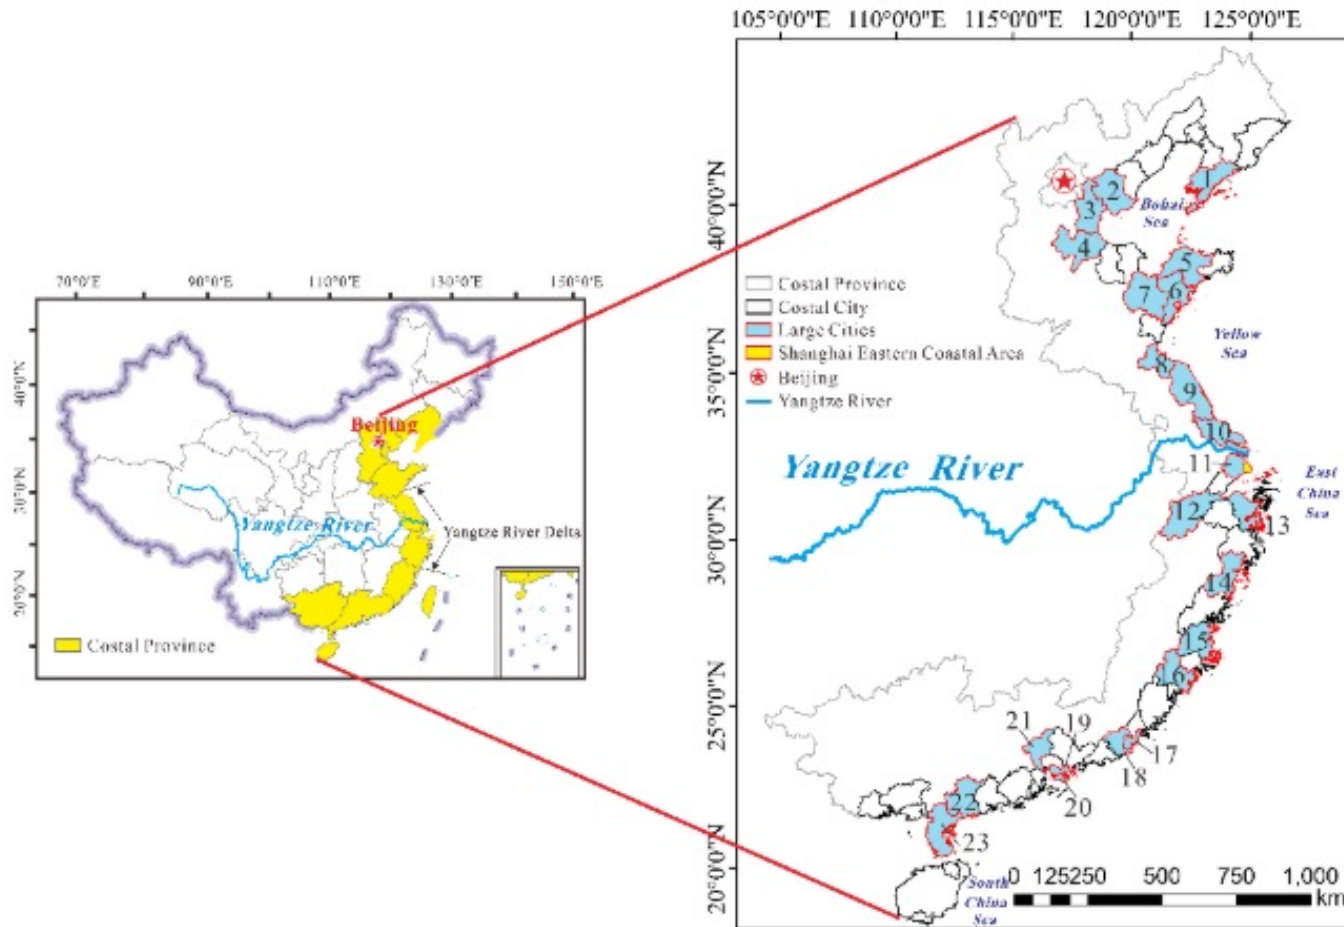 105°0'0"E 110°0'0"E 115°0'0"E 120°0'0"E 125°0'0"E
40°0'0"N
35°0'0"N
30°0'0"N
25°0'0"N
20°0'0"N
70°0'E 90°0'E 110°0'E 130°0'E 150°0'E
40°0'N
30°0'N
20°0'N
Beijing
Yangtze River
Yangtze River Delta
Costal Province
Costal Province
Costal City
Large Cities
Shanghai Eastern Coastal Area
Beijing
Yangtze River
Yangtze River
Bohai
Sea
Yellow
Sea
East
China
Sea
South
China
Sea
1
2
3
4
5
6
7
8
9
10
11
12
13
14
15
16
17
18
19
20
21
22
23
0 125250 500 750 1,000
km